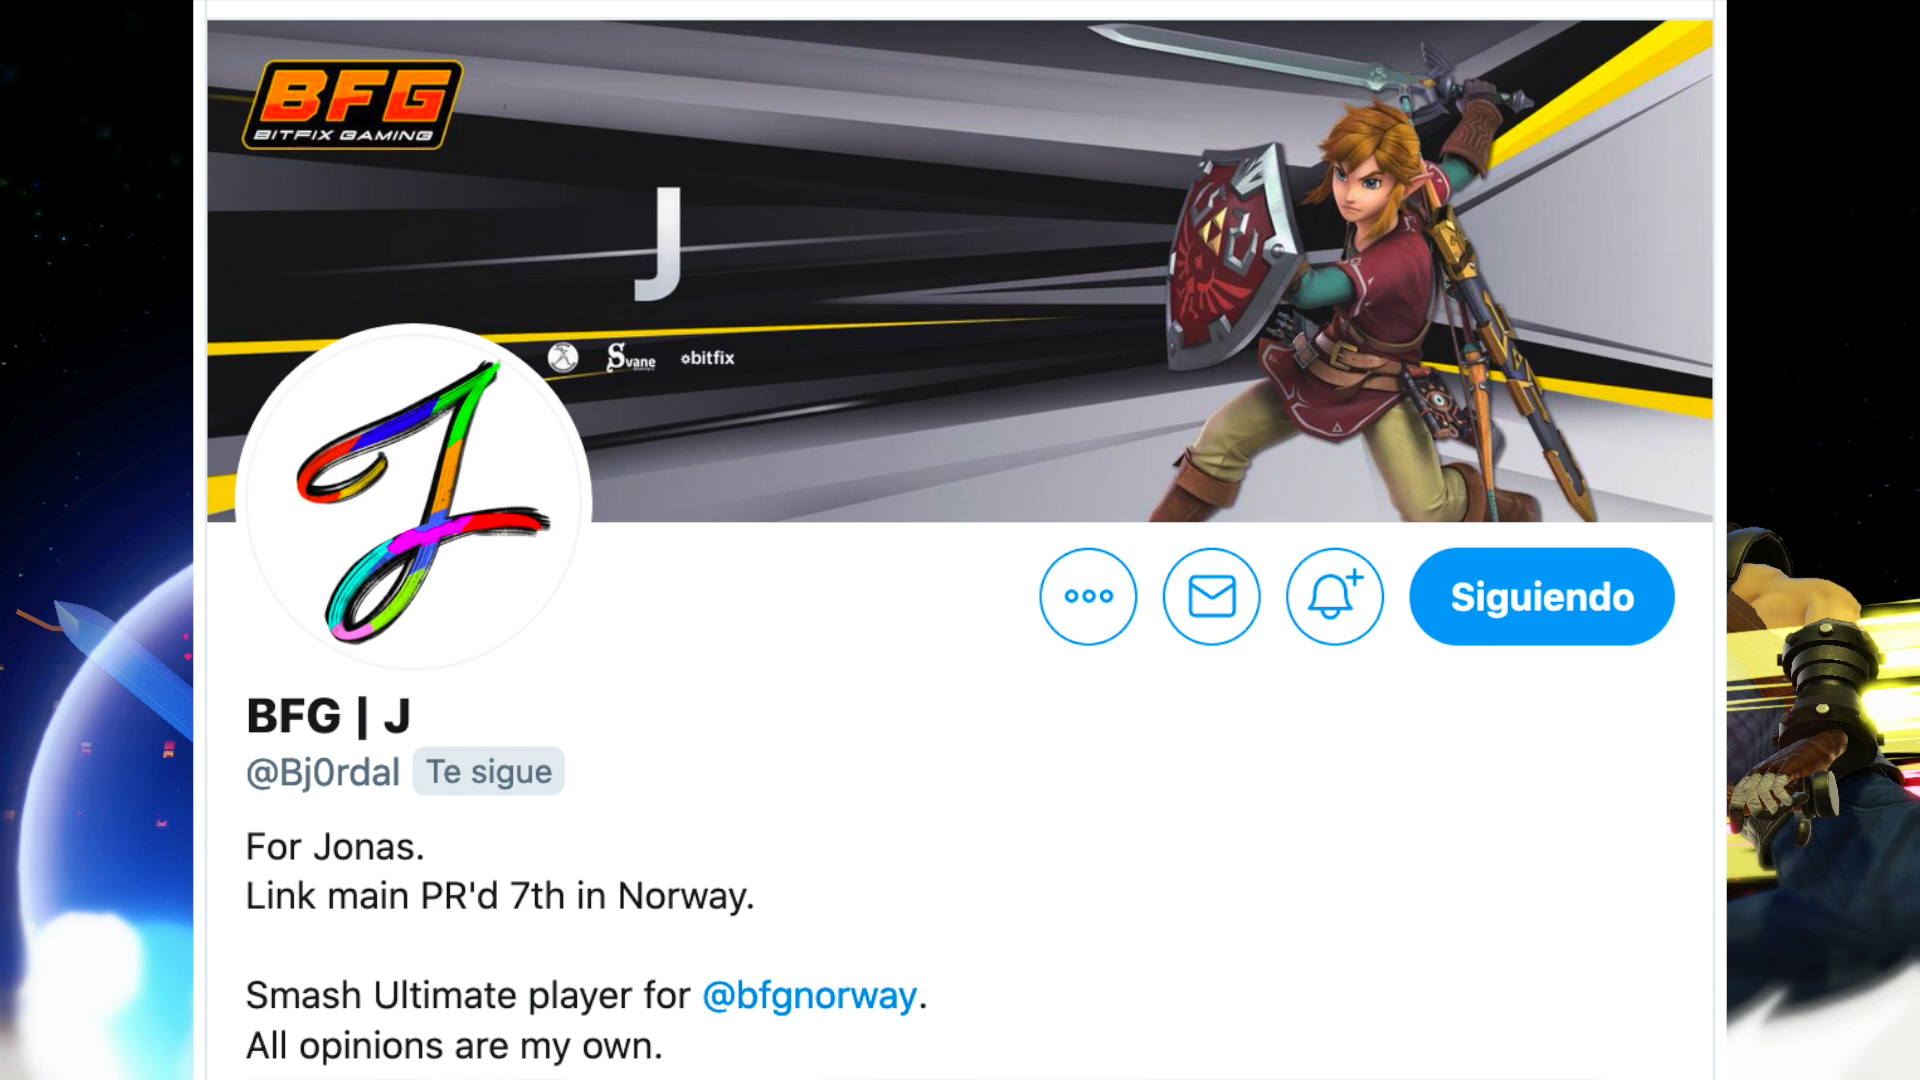 BFG
BITFIX GAMING
J
Svane
bitfix
Siguiendo
BFG | J
@Bj0rdal Te sigue
For Jonas.
Link main PR'd 7th in Norway.
Smash Ultimate player for @bfgnorway.
All opinions are my own.